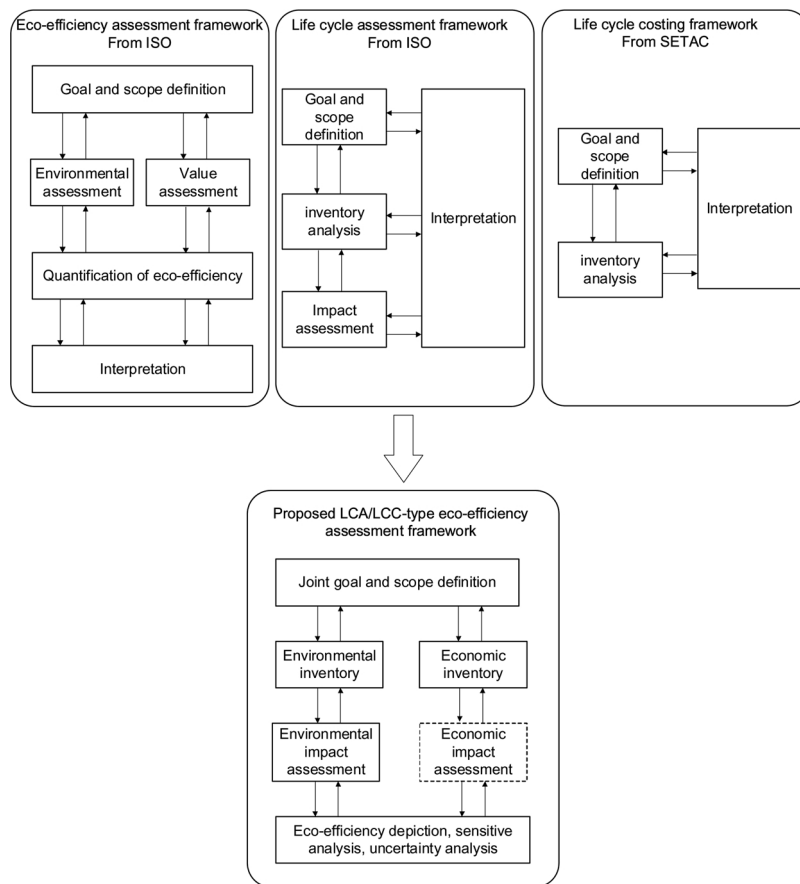 Eco-efficiency assessment framework
From ISO
Goal and scope definition
Environmental
assessment
Value
assessment
Quantification of eco-efficiency
Interpretation
Life cycle assessment framework
From ISO
Goal and
scope
definition
inventory
analysis
Impact
assessment
Interpretation
Life cycle costing framework
From SETAC
Goal and
scope
definition
inventory
analysis
Interpretation
Proposed LCA/LCC-type eco-efficiency
assessment framework
Joint goal and scope definition
Environmental
inventory
Economic
inventory
Environmental
impact
assessment
Economic
impact
assessment
Eco-efficiency depiction, sensitive
analysis, uncertainty analysis